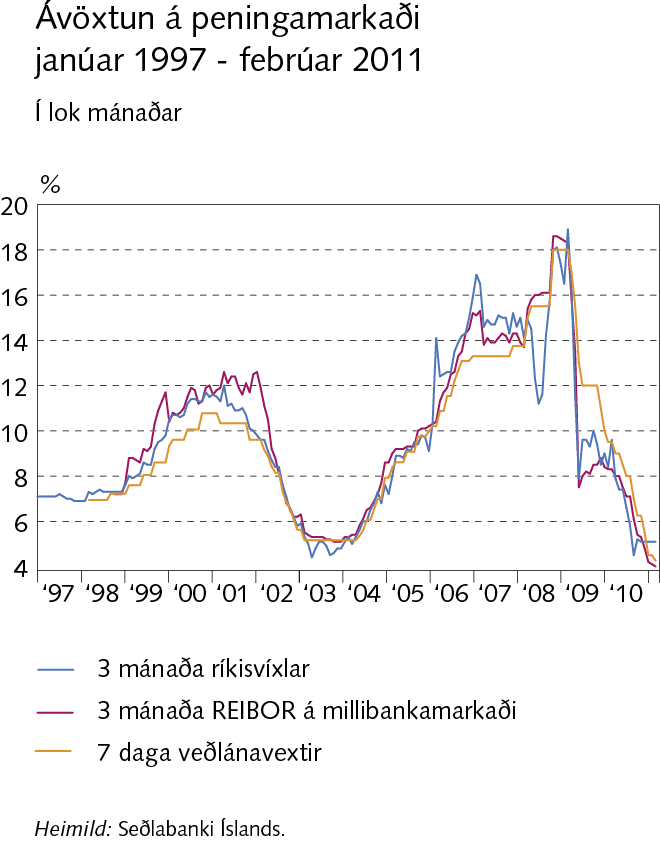 Ávöxtun á peningamarkaði
janúar 1997 - febrúar 2011
Í lok mánaðar
%
20
18
16
14
12
10
8
6
4
‘97 ‘98 ‘99 ‘00 ‘01 ‘02 ‘03 ‘04 ‘05 ‘06 ‘07 ‘08 ‘09 ‘10
3 mánaða ríkisvíxlar
3 mánaða REIBOR á millibankamarkaði
7 daga veðlánavextir
Heimild: Seðlabanki Íslands.